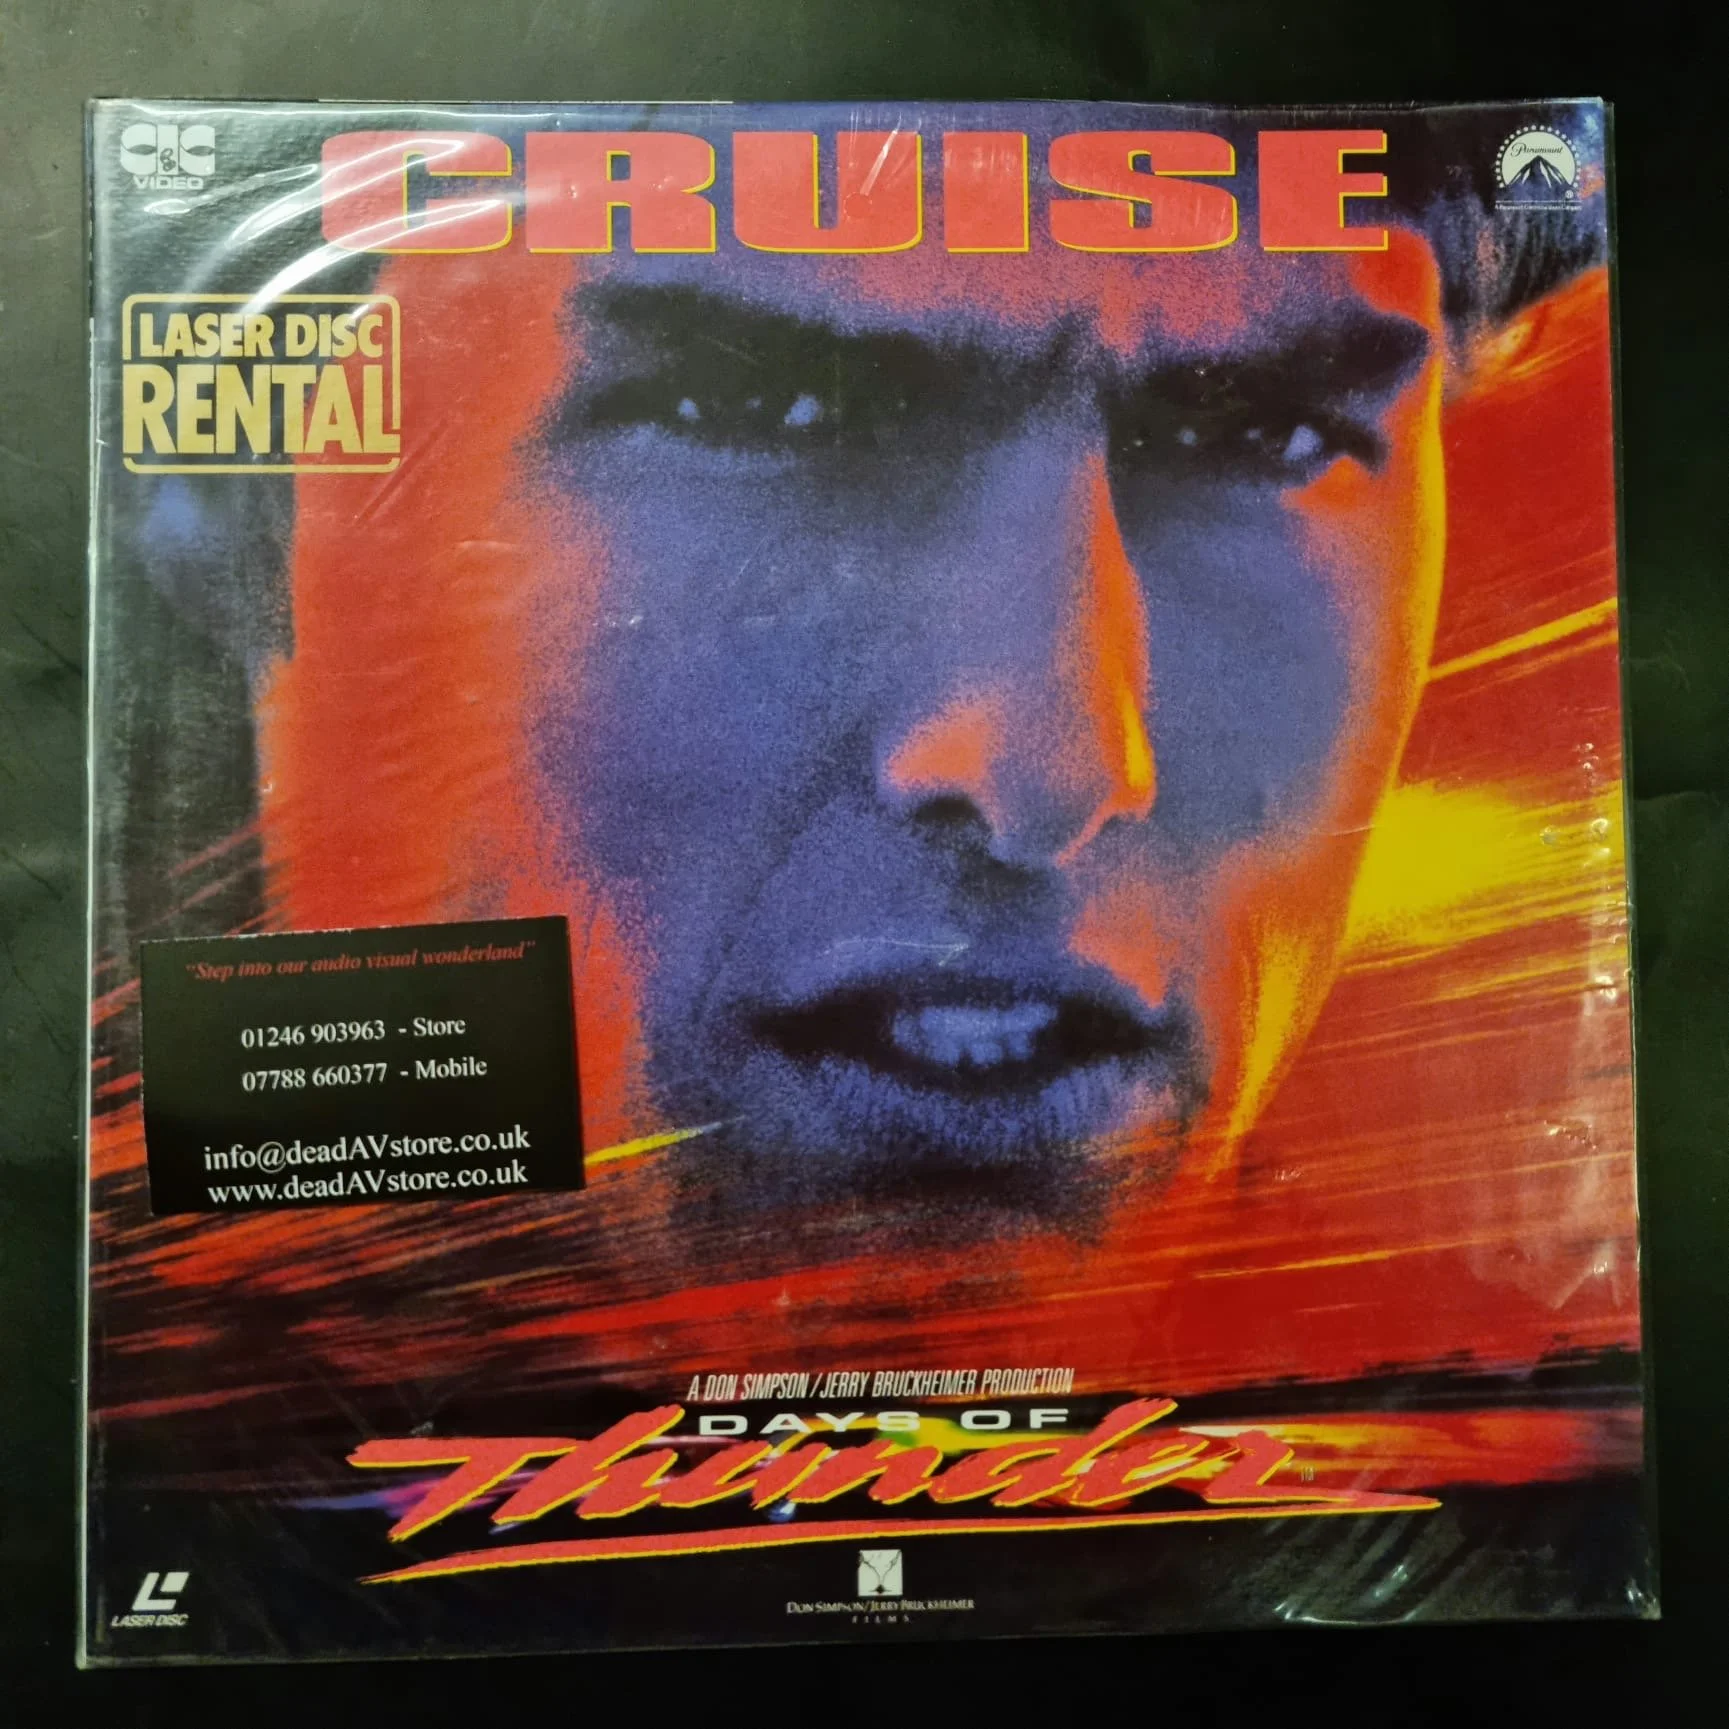 CIC
VIDEO
CRUISE
Paramount
LASER DISC
RENTAL
"Step into our audio visual wonderland"
01246 903963 - Store
07788 660377 - Mobile
info@deadAVstore.co.uk
www.deadAVstore.co.uk
A DON SIMPSON/JERRY BRUCKHEIMER PRODUCTION
DAYS OF
Thunder
LASER DISC
DON SIMPSON/JERRY BRUCKHEIMER
FILMS